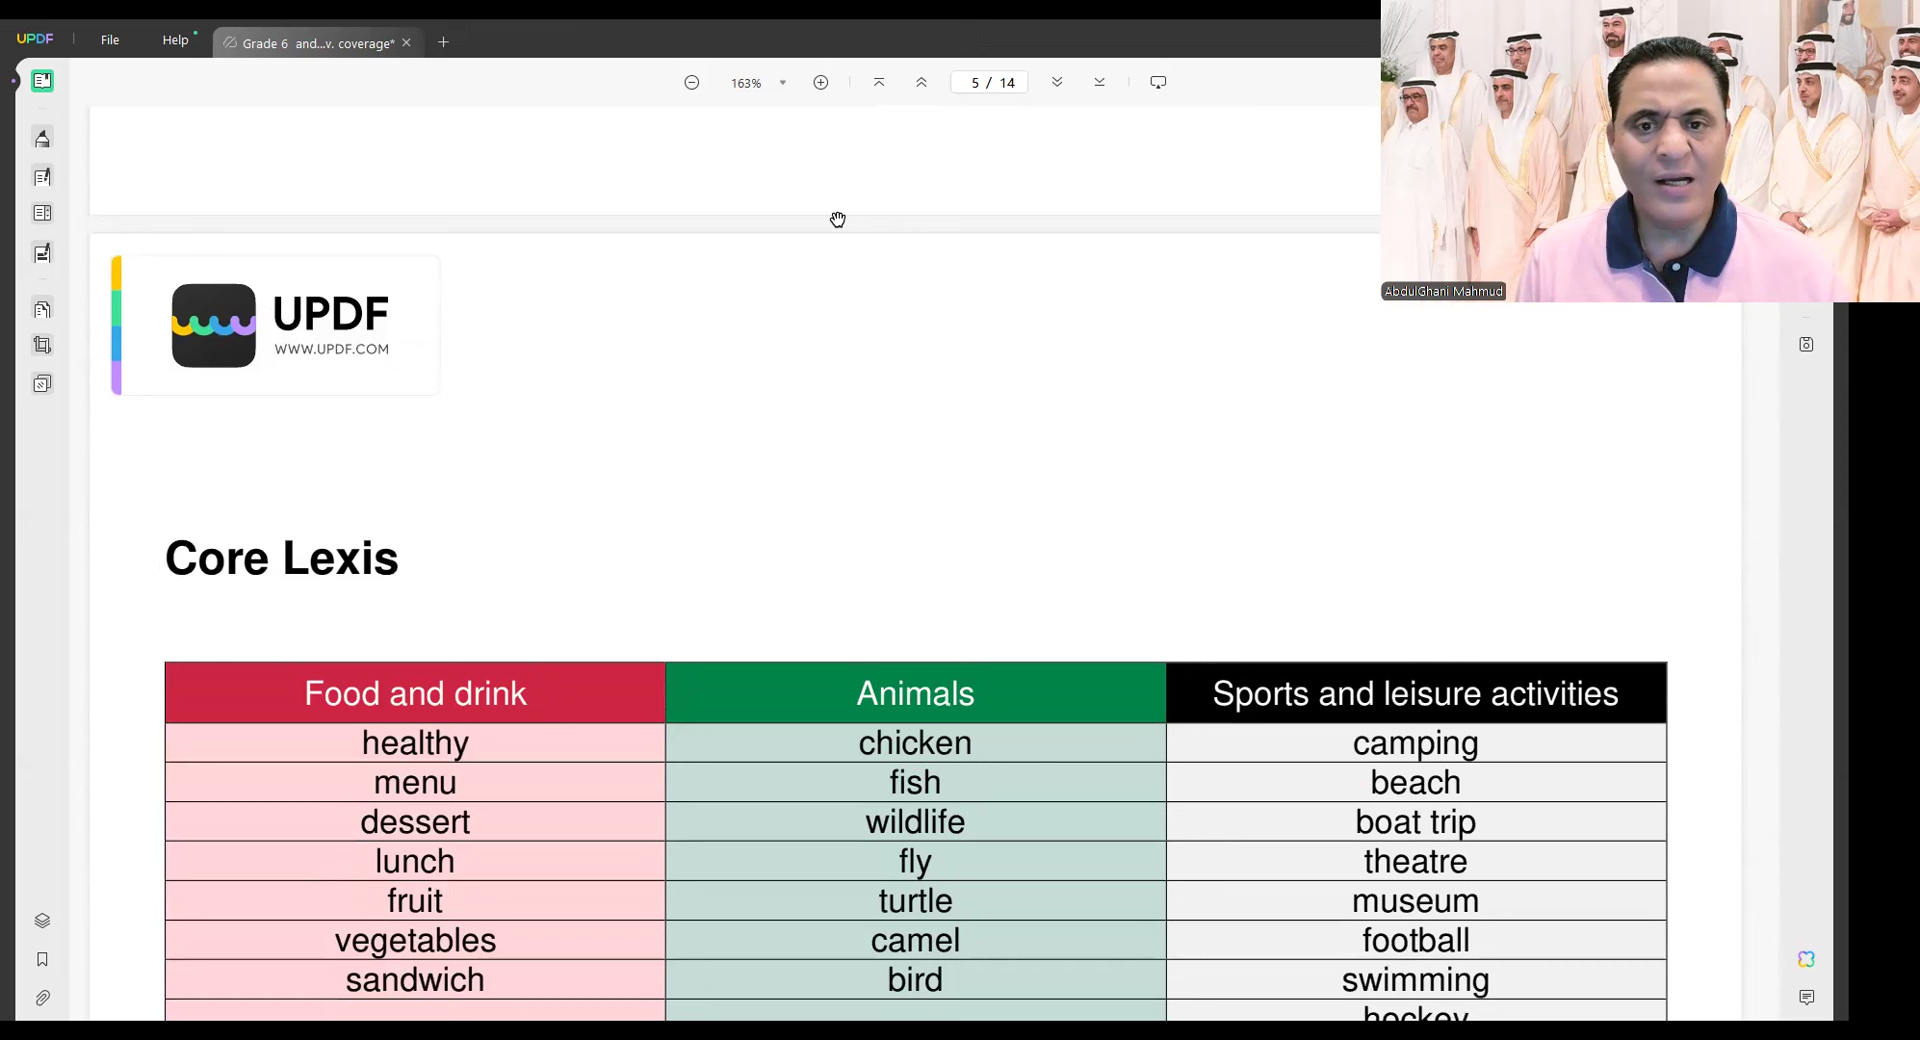 UPDF File Help Grade 6 and...v. coverage*
163% 5 / 14
AbdulGhani Mahmud
UPDF
WWW.UPDF.COM
Core Lexis
Food and drink Animals Sports and leisure activities
healthy chicken camping
menu fish beach
dessert wildlife boat trip
lunch fly theatre
fruit turtle museum
vegetables camel football
sandwich bird swimming
hockey